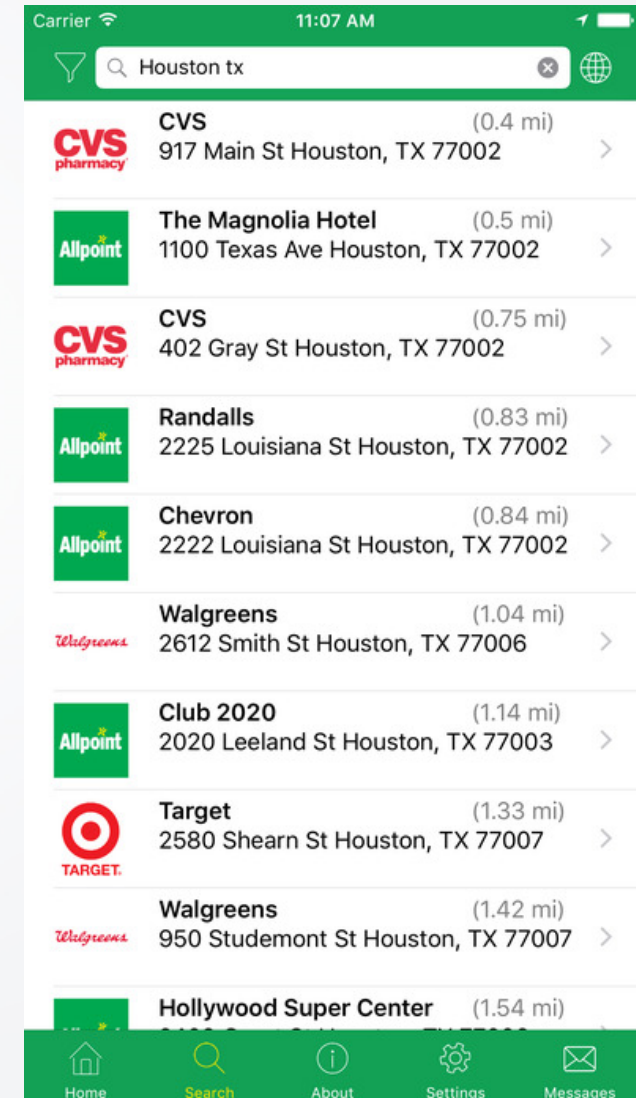 Carrier 11:07 AM
Houston tx
CVS pharmacy
CVS (0.4 mi)
917 Main St Houston, TX 77002
Allpoint
The Magnolia Hotel (0.5 mi)
1100 Texas Ave Houston, TX 77002
CVS pharmacy
CVS (0.75 mi)
402 Gray St Houston, TX 77002
Allpoint
Randalls (0.83 mi)
2225 Louisiana St Houston, TX 77002
Allpoint
Chevron (0.84 mi)
2222 Louisiana St Houston, TX 77002
Walgreens
Walgreens (1.04 mi)
2612 Smith St Houston, TX 77006
Allpoint
Club 2020 (1.14 mi)
2020 Leeland St Houston, TX 77003
TARGET.
Target (1.33 mi)
2580 Shearn St Houston, TX 77007
Walgreens
Walgreens (1.42 mi)
950 Studemont St Houston, TX 77007
Hollywood Super Center (1.54 mi)
Home Search About Settings Messages